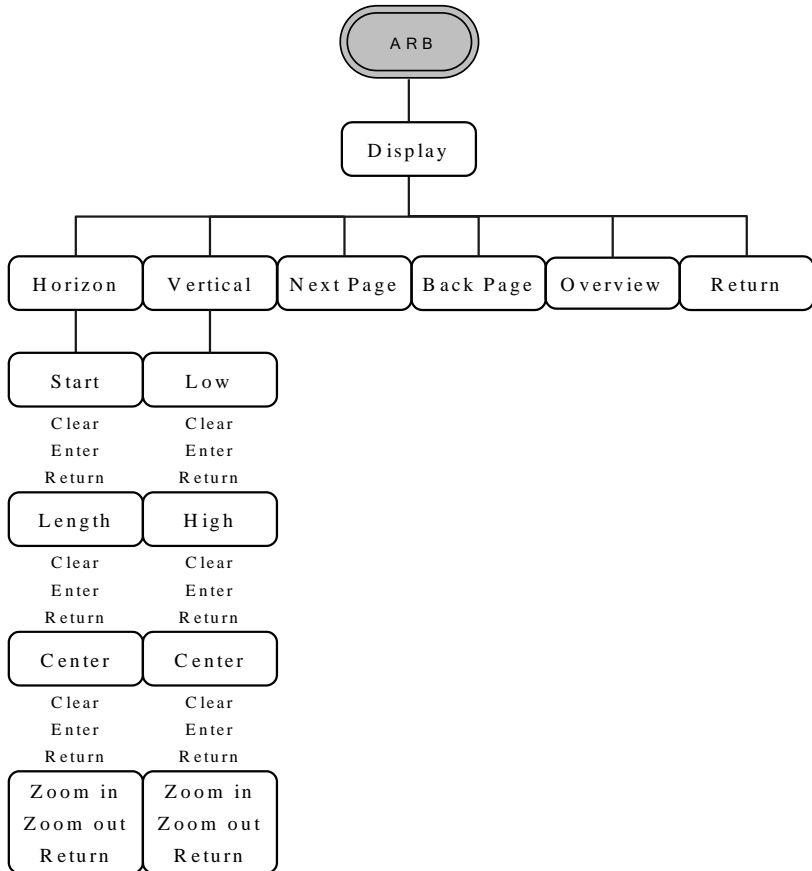 ARB
Display
Horizon
Vertical
Next Page
Back Page
Overview
Return
Start
Clear
Enter
Return
Length
Clear
Enter
Return
Center
Clear
Enter
Return
Zoom in
Zoom out
Return
Low
Clear
Enter
Return
High
Clear
Enter
Return
Center
Clear
Enter
Return
Zoom in
Zoom out
Return